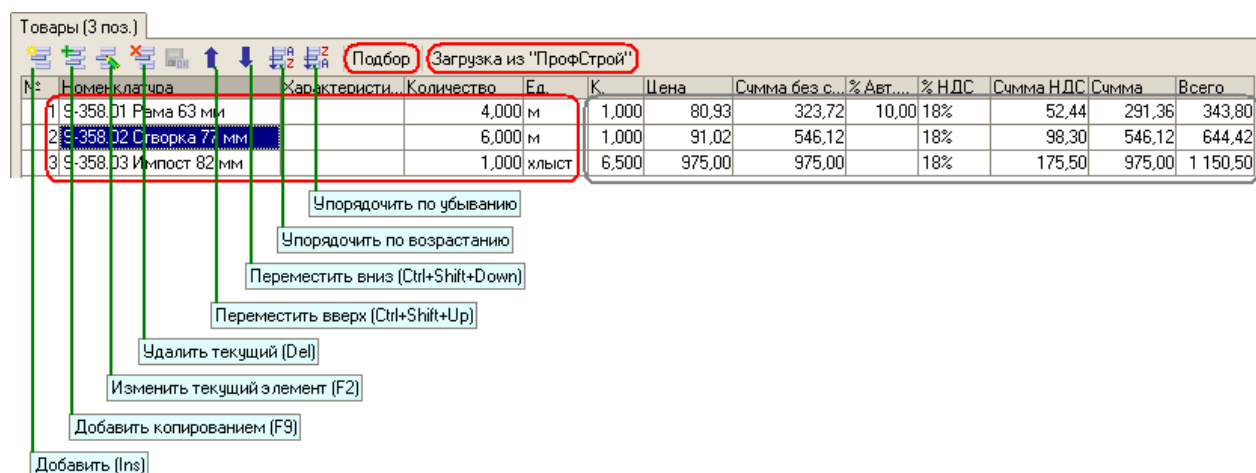 Товары (3 поз.)
Подбор Загрузка из "ПрофСтрой"
№ Номенклатура Характеристи... Количество Ед. К. Цена Сумма без с... % Авт.... % НДС Сумма НДС Сумма Всего
1 S-358.01 Рама 63 мм 4,000 м 1,000 80,93 323,72 10,00 18% 52,44 291,36 343,80
2 S-358.02 Створка 77 мм 6,000 м 1,000 91,02 546,12 18% 98,30 546,12 644,42
3 S-358.03 Импост 82 мм 1,000 хлыст 6,500 975,00 975,00 18% 175,50 975,00 1 150,50
Упорядочить по убыванию
Упорядочить по возрастанию
Переместить вниз (Ctrl+Shift+Down)
Переместить вверх (Ctrl+Shift+Up)
Удалить текущий (Del)
Изменить текущий элемент (F2)
Добавить копированием (F9)
Добавить (Ins)